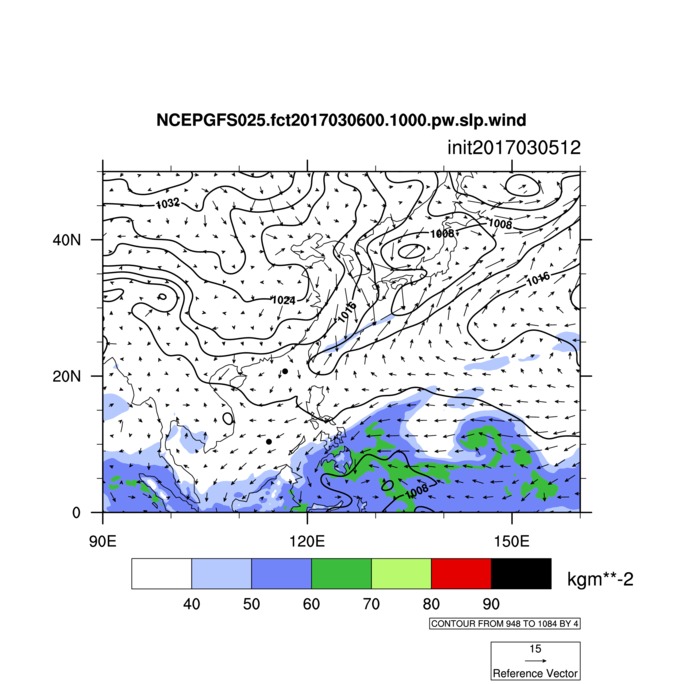 NCEPGFS025.fct2017030600.1000.pw.slp.wind
init2017030512
1032
1008
1008
40N
1016
1024
1016
20N
1008
0
90E 120E 150E
kgm**-2
40 50 60 70 80 90
CONTOUR FROM 948 TO 1084 BY 4
15
Reference Vector